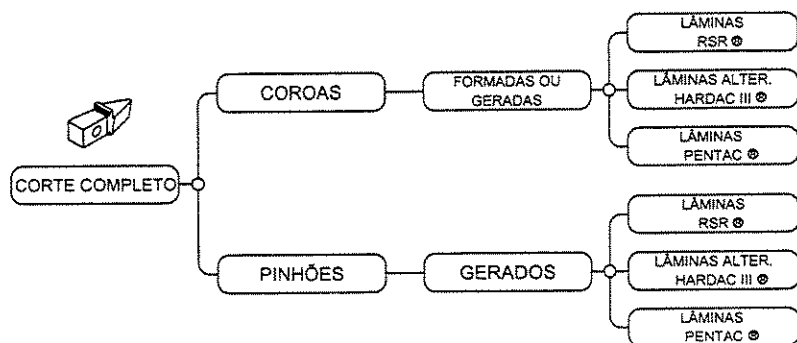 CORTE COMPLETO
COROAS
FORMADAS OU
GERADAS
LÂMINAS
RSR ®
LÂMINAS ALTER.
HARDAC III ®
LÂMINAS
PENTAC ®
PINHÕES
GERADOS
LÂMINAS
RSR ®
LÂMINAS ALTER.
HARDAC III ®
LÂMINAS
PENTAC ®